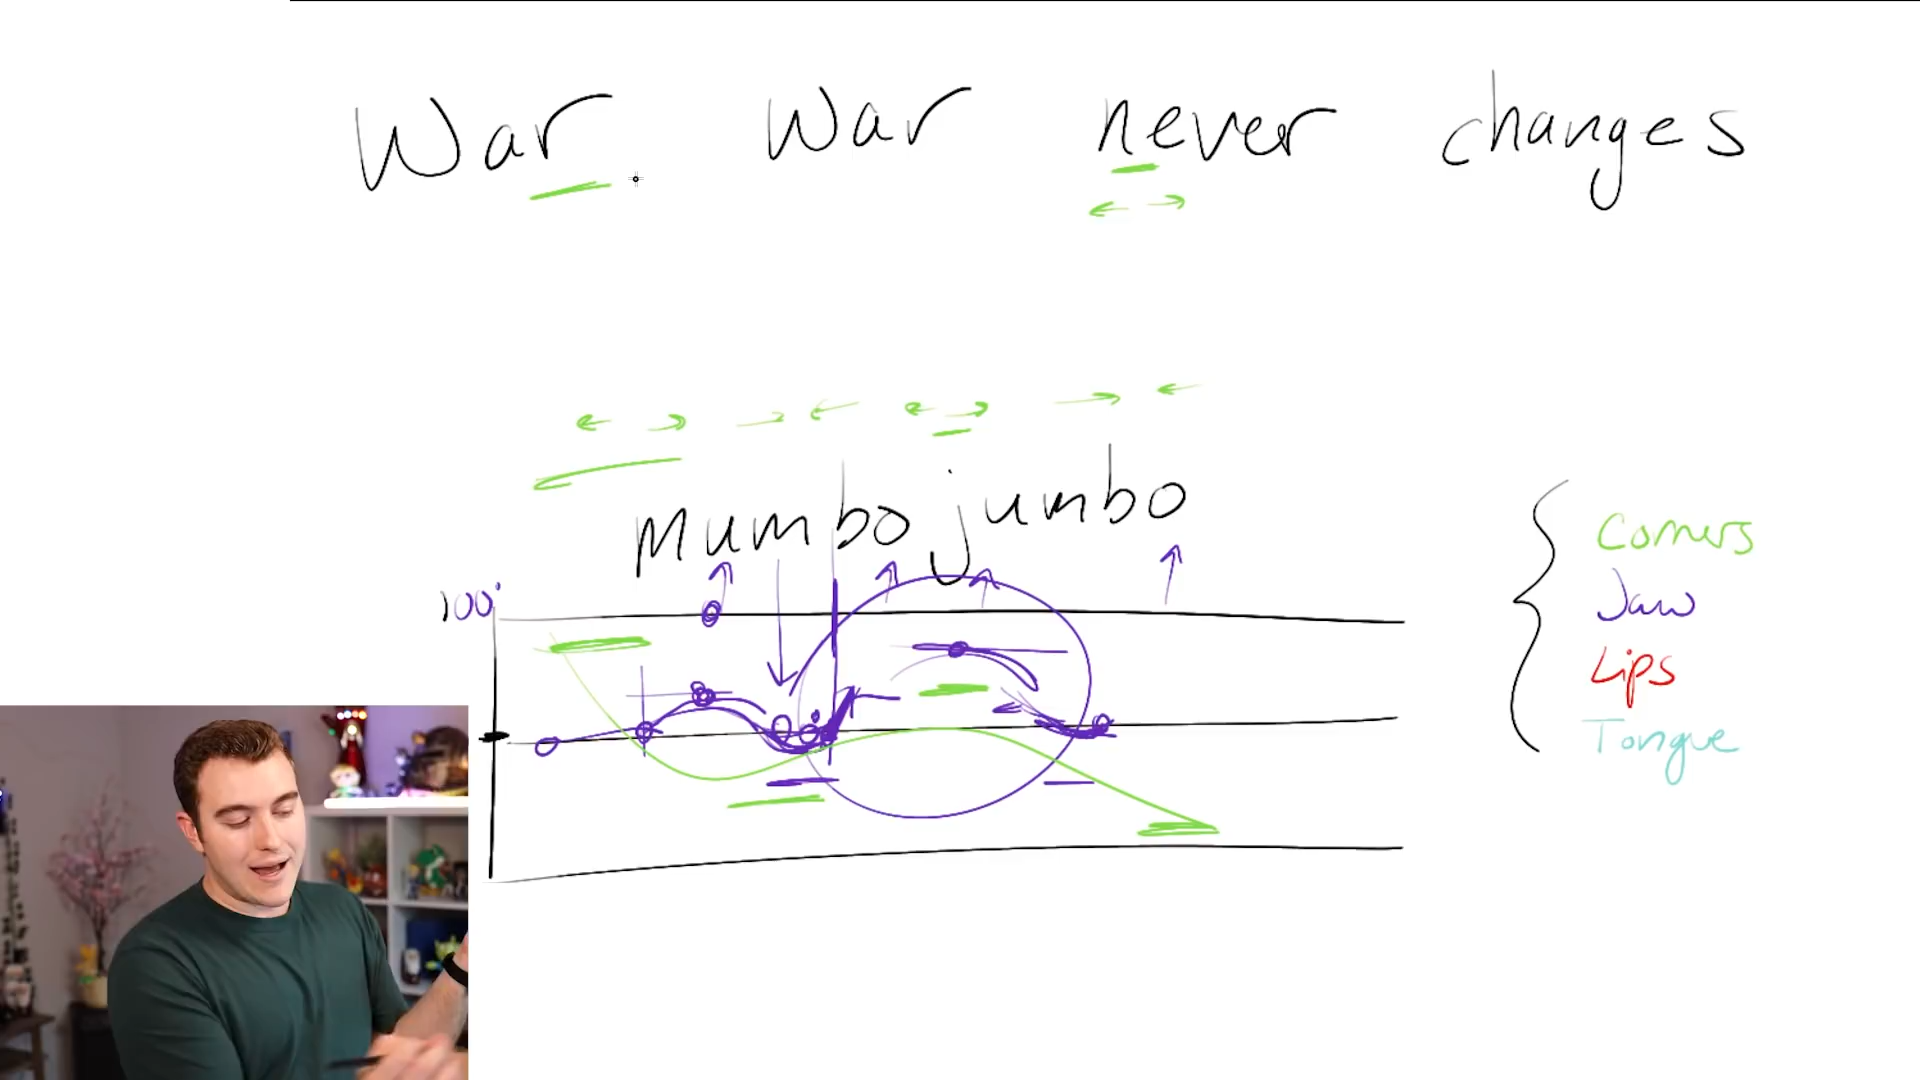 War. War never changes
Mumbo jumbo
100°
Corners
Jaw
Lips
Tongue